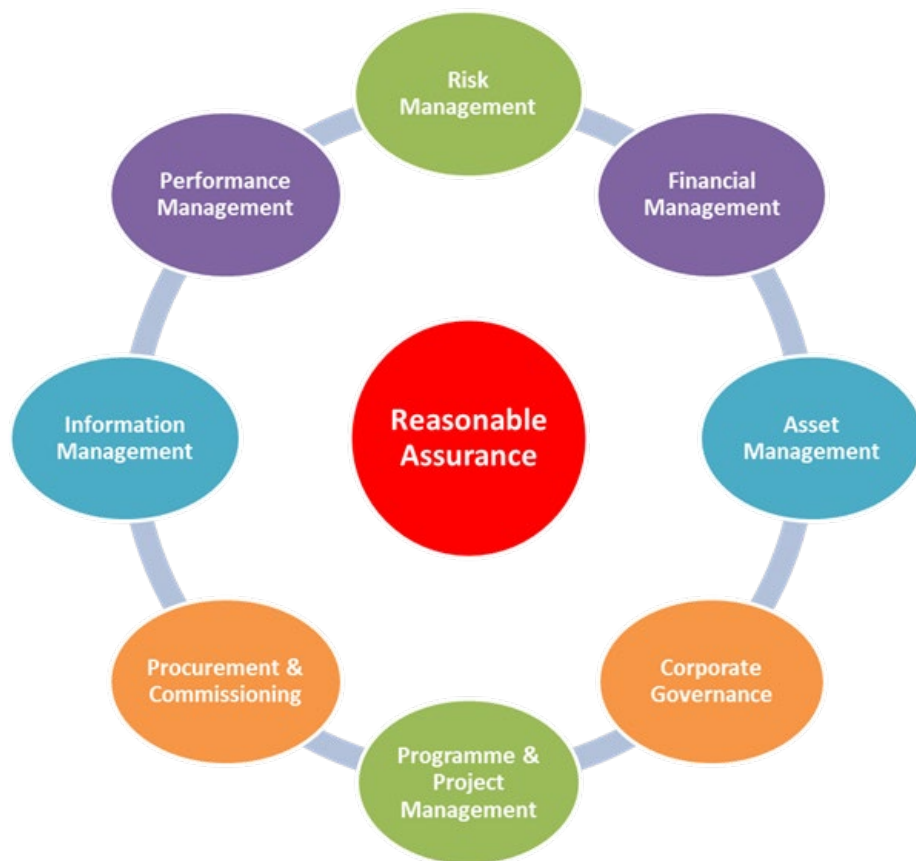 Risk
Management
Financial
Management
Asset
Management
Corporate
Governance
Programme &
Project
Management
Procurement &
Commissioning
Information
Management
Performance
Management
Reasonable
Assurance